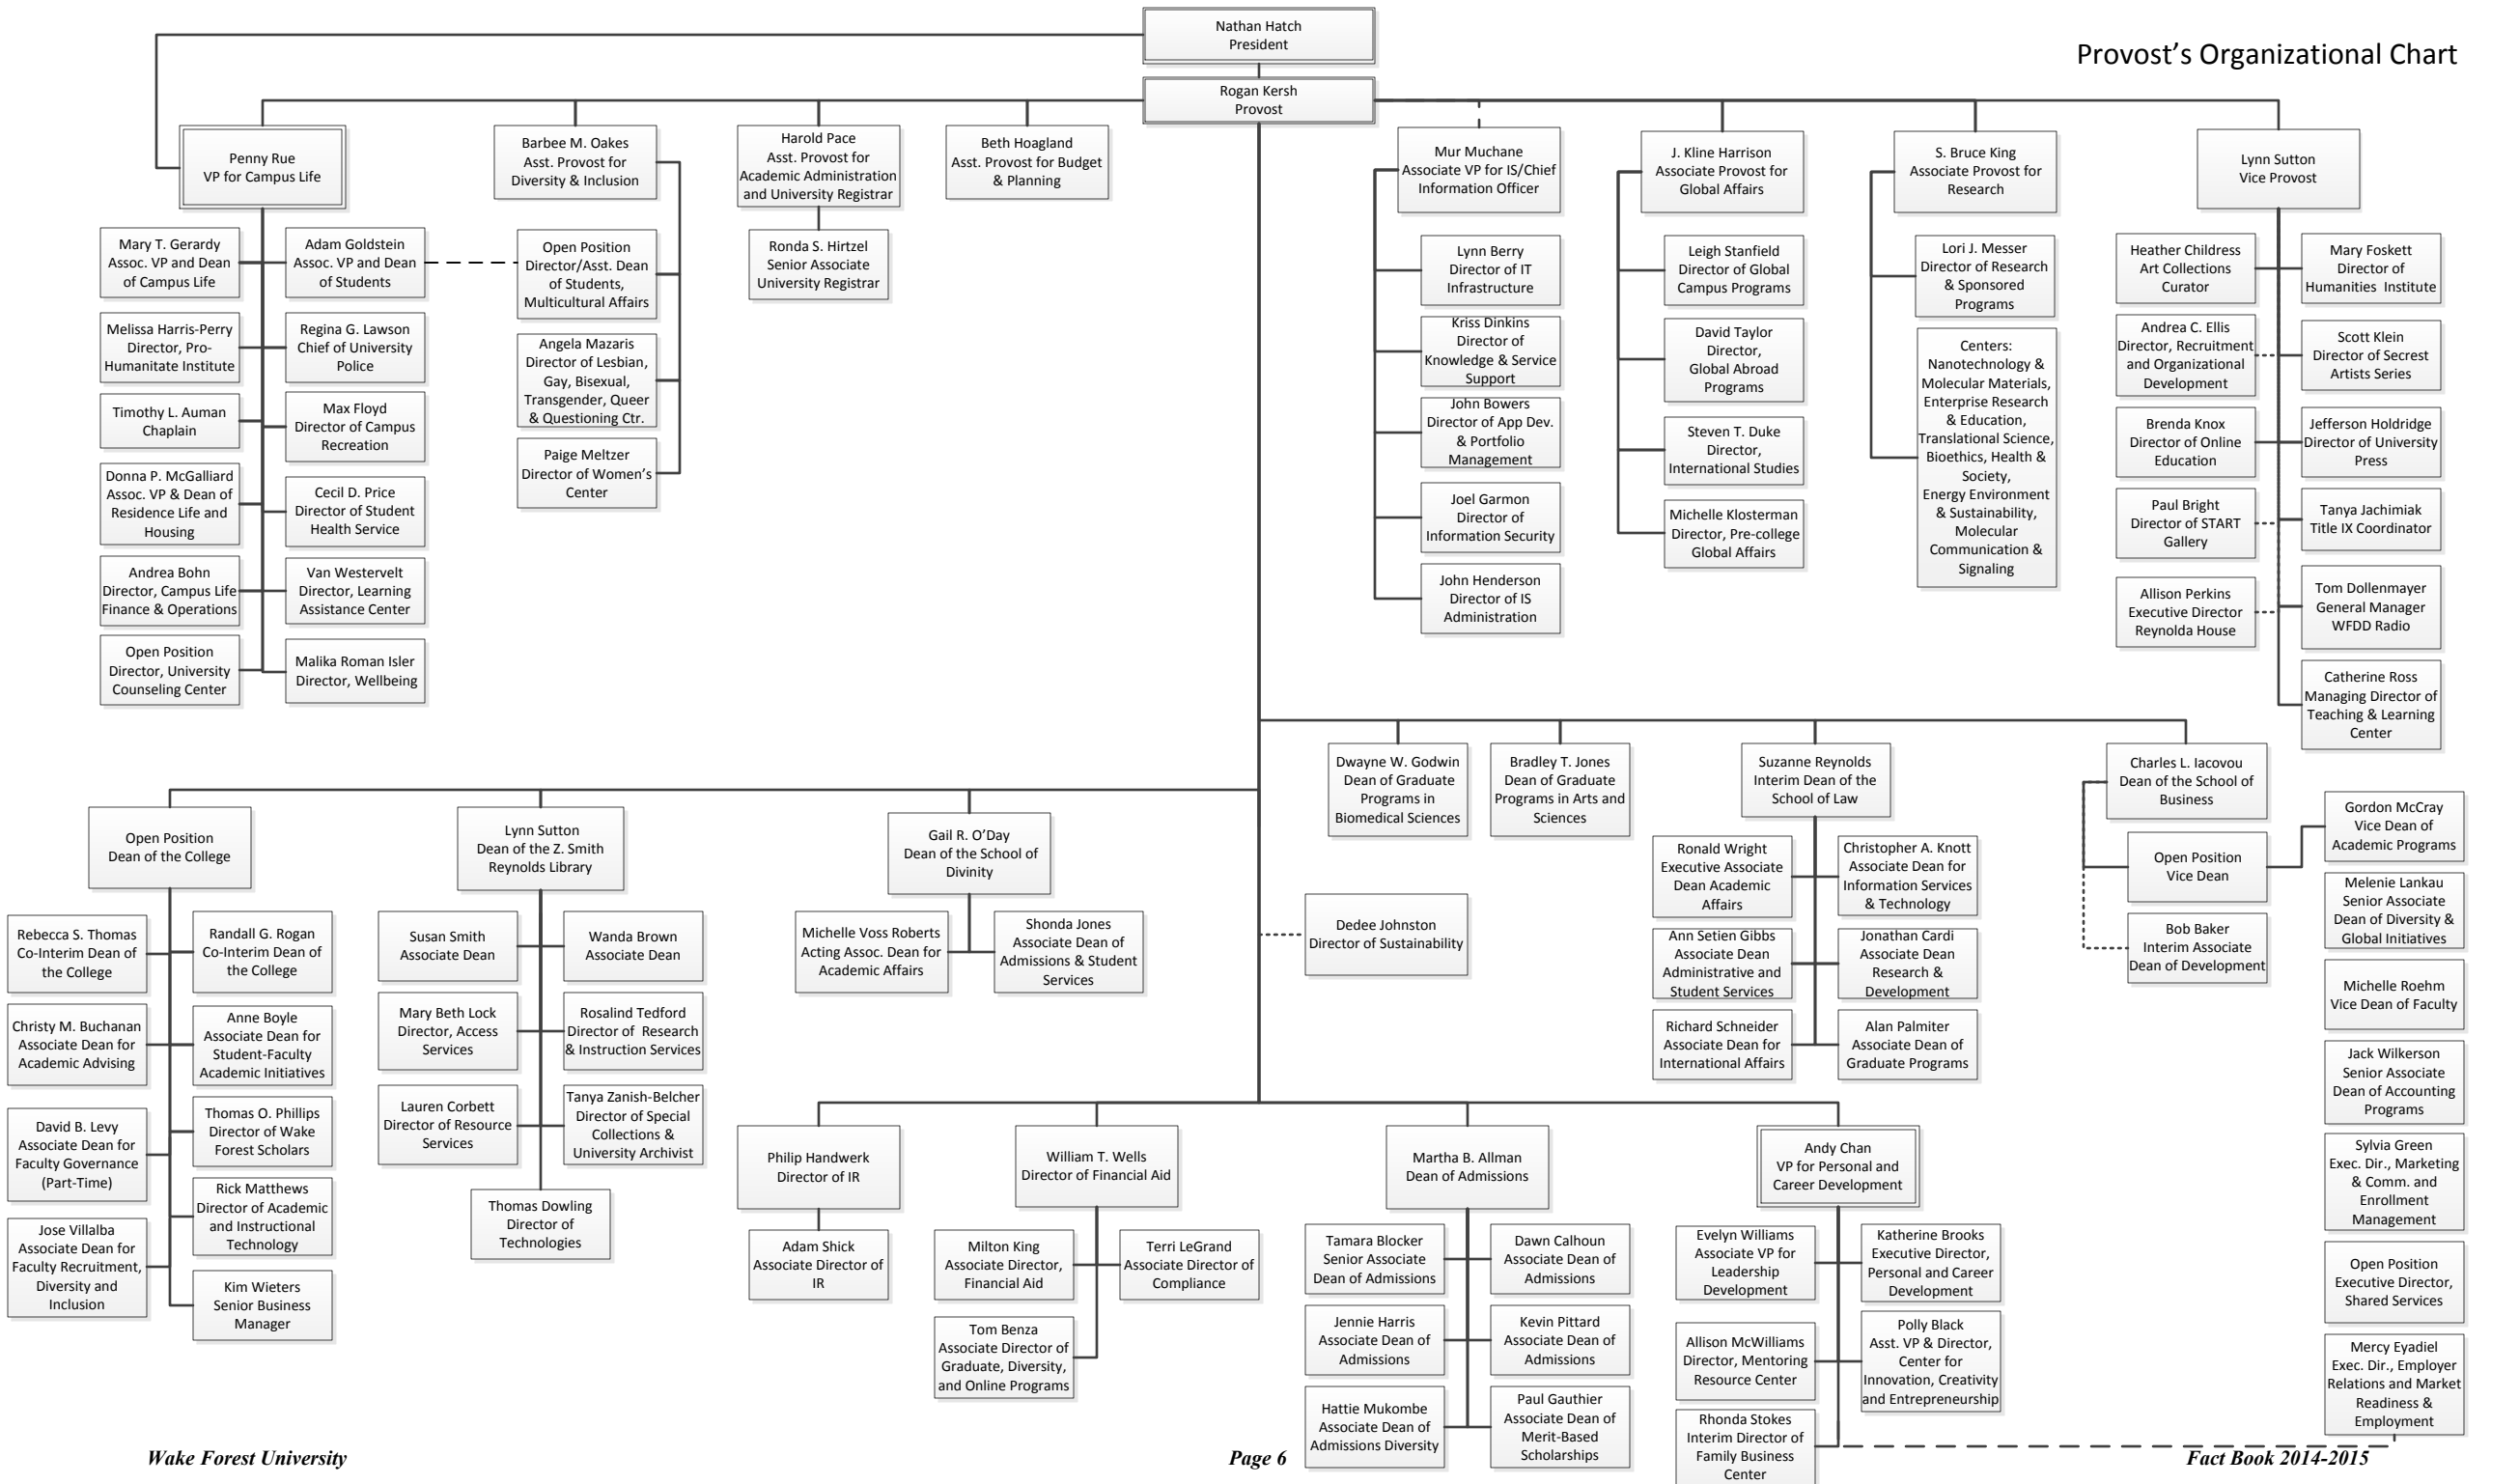 Nathan Hatch
President
Provost's Organizational Chart
Rogan Kersh
Provost
Penny Rue
VP for Campus Life
Barbee M. Oakes
Asst. Provost for
Diversity & Inclusion
Harold Pace
Asst. Provost for
Academic Administration
and University Registrar
Beth Hoagland
Asst. Provost for Budget
& Planning
Mur Muchane
Associate VP for IS/Chief
Information Officer
J. Kline Harrison
Associate Provost for
Global Affairs
S. Bruce King
Associate Provost for
Research
Lynn Sutton
Vice Provost
Mary T. Gerardy
Assoc. VP and Dean
of Campus Life
Adam Goldstein
Assoc. VP and Dean
of Students
Melissa Harris-Perry
Director, Pro-
Humanitate Institute
Regina G. Lawson
Chief of University
Police
Timothy L. Auman
Chaplain
Max Floyd
Director of Campus
Recreation
Donna P. McGalliard
Assoc. VP & Dean of
Residence Life and
Housing
Cecil D. Price
Director of Student
Health Service
Andrea Bohn
Director, Campus Life
Finance & Operations
Van Westervelt
Director, Learning
Assistance Center
Open Position
Director, University
Counseling Center
Malika Roman Isler
Director, Wellbeing
Open Position
Director/Asst. Dean
of Students,
Multicultural Affairs
Angela Mazaris
Director of Lesbian,
Gay, Bisexual,
Transgender, Queer
& Questioning Ctr.
Paige Meltzer
Director of Women's
Center
Ronda S. Hirtzel
Senior Associate
University Registrar
Lynn Berry
Director of IT
Infrastructure
Kriss Dinkins
Director of
Knowledge & Service
Support
John Bowers
Director of App Dev.
& Portfolio
Management
Joel Garmon
Director of
Information Security
John Henderson
Director of IS
Administration
Leigh Stanfield
Director of Global
Campus Programs
David Taylor
Director,
Global Abroad
Programs
Steven T. Duke
Director,
International Studies
Michelle Klosterman
Director, Pre-college
Global Affairs
Lori J. Messer
Director of Research
& Sponsored
Programs
Centers:
Nanotechnology &
Molecular Materials,
Enterprise Research
& Education,
Translational Science,
Bioethics, Health &
Society,
Energy Environment
& Sustainability,
Molecular
Communication &
Signaling
Heather Childress
Art Collections
Curator
Mary Foskett
Director of
Humanities Institute
Andrea C. Ellis
Director, Recruitment
and Organizational
Development
Scott Klein
Director of Secrest
Artists Series
Brenda Knox
Director of Online
Education
Jefferson Holdridge
Director of University
Press
Paul Bright
Director of START
Gallery
Tanya Jachimiak
Title IX Coordinator
Allison Perkins
Executive Director
Reynolda House
Tom Dollenmayer
General Manager
WFDD Radio
Catherine Ross
Managing Director of
Teaching & Learning
Center
Dwayne W. Godwin
Dean of Graduate
Programs in
Biomedical Sciences
Bradley T. Jones
Dean of Graduate
Programs in Arts and
Sciences
Suzanne Reynolds
Interim Dean of the
School of Law
Charles L. Iacovou
Dean of the School of
Business
Open Position
Dean of the College
Lynn Sutton
Dean of the Z. Smith
Reynolds Library
Gail R. O'Day
Dean of the School of
Divinity
Rebecca S. Thomas
Co-Interim Dean of
the College
Randall G. Rogan
Co-Interim Dean of
the College
Christy M. Buchanan
Associate Dean for
Academic Advising
Anne Boyle
Associate Dean for
Student-Faculty
Academic Initiatives
David B. Levy
Associate Dean for
Faculty Governance
(Part-Time)
Thomas O. Phillips
Director of Wake
Forest Scholars
Rick Matthews
Director of Academic
and Instructional
Technology
Jose Villalba
Associate Dean for
Faculty Recruitment,
Diversity and
Inclusion
Kim Wieters
Senior Business
Manager
Susan Smith
Associate Dean
Wanda Brown
Associate Dean
Mary Beth Lock
Director, Access
Services
Rosalind Tedford
Director of Research
& Instruction Services
Lauren Corbett
Director of Resource
Services
Tanya Zanish-Belcher
Director of Special
Collections &
University Archivist
Thomas Dowling
Director of
Technologies
Michelle Voss Roberts
Acting Assoc. Dean for
Academic Affairs
Shonda Jones
Associate Dean of
Admissions & Student
Services
Dedee Johnston
Director of Sustainability
Ronald Wright
Executive Associate
Dean Academic
Affairs
Christopher A. Knott
Associate Dean for
Information Services
& Technology
Ann Setien Gibbs
Associate Dean
Administrative and
Student Services
Jonathan Cardi
Associate Dean
Research &
Development
Richard Schneider
Associate Dean for
International Affairs
Alan Palmiter
Associate Dean of
Graduate Programs
Open Position
Vice Dean
Bob Baker
Interim Associate
Dean of Development
Gordon McCray
Vice Dean of
Academic Programs
Melenie Lankau
Senior Associate
Dean of Diversity &
Global Initiatives
Michelle Roehm
Vice Dean of Faculty
Jack Wilkerson
Senior Associate
Dean of Accounting
Programs
Sylvia Green
Exec. Dir., Marketing
& Comm. and
Enrollment
Management
Open Position
Executive Director,
Shared Services
Mercy Eyadiel
Exec. Dir., Employer
Relations and Market
Readiness &
Employment
Philip Handwerk
Director of IR
William T. Wells
Director of Financial Aid
Martha B. Allman
Dean of Admissions
Andy Chan
VP for Personal and
Career Development
Adam Shick
Associate Director of
IR
Milton King
Associate Director,
Financial Aid
Terri LeGrand
Associate Director of
Compliance
Tom Benza
Associate Director of
Graduate, Diversity,
and Online Programs
Tamara Blocker
Senior Associate
Dean of Admissions
Dawn Calhoun
Associate Dean of
Admissions
Jennie Harris
Associate Dean of
Admissions
Kevin Pittard
Associate Dean of
Admissions
Hattie Mukombe
Associate Dean of
Admissions Diversity
Paul Gauthier
Associate Dean of
Merit-Based
Scholarships
Evelyn Williams
Associate VP for
Leadership
Development
Katherine Brooks
Executive Director,
Personal and Career
Development
Allison McWilliams
Director, Mentoring
Resource Center
Polly Black
Asst. VP & Director,
Center for
Innovation, Creativity
and Entrepreneurship
Rhonda Stokes
Interim Director of
Family Business
Center
Wake Forest University
Page 6
Fact Book 2014-2015